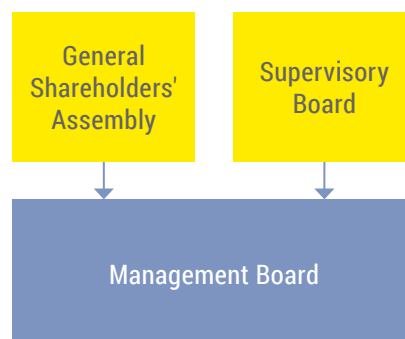 General
Shareholders'
Assembly
Supervisory
Board
Management Board